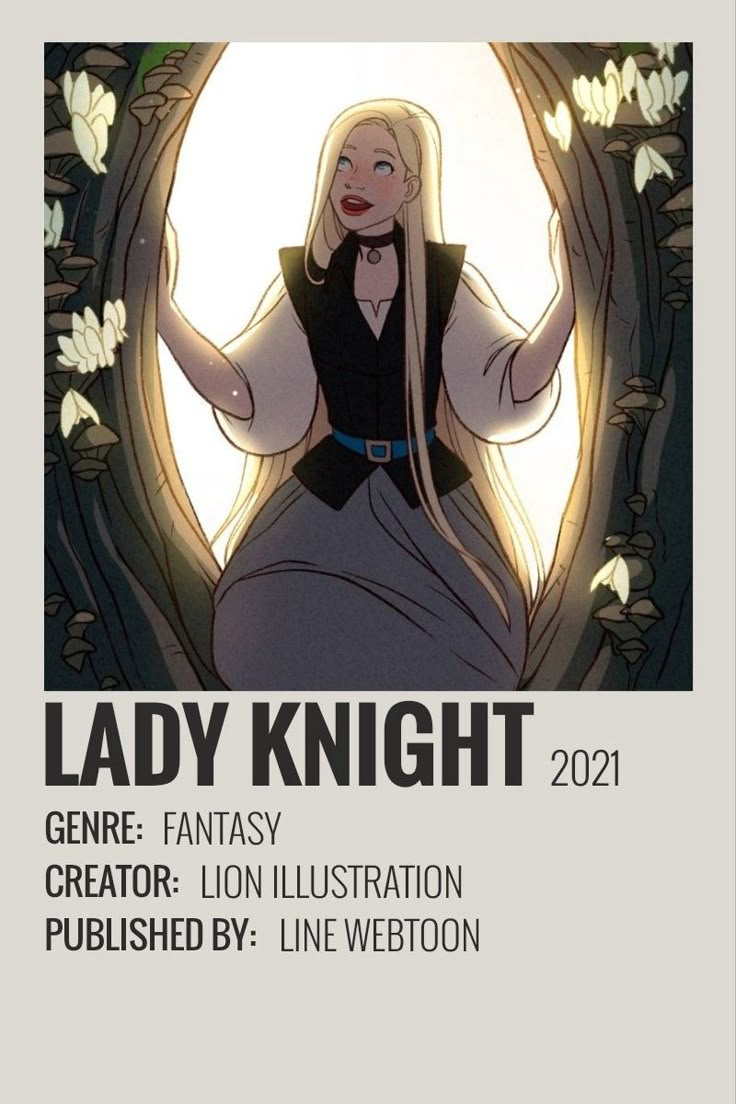 LADY KNIGHT 2021
GENRE: FANTASY
CREATOR: LION ILLUSTRATION
PUBLISHED BY: LINE WEBTOON